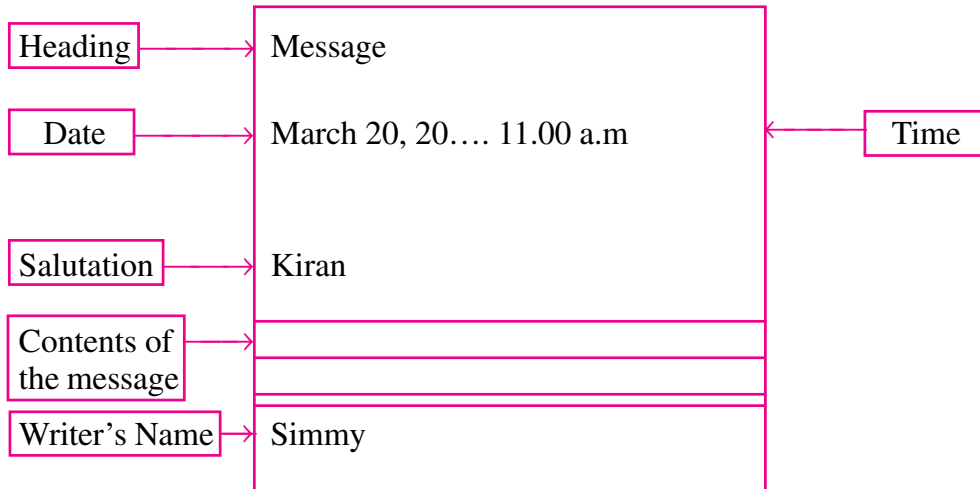 Heading
Message
Date
March 20, 20…. 11.00 a.m
Time
Salutation
Kiran
Contents of
the message
Writer's Name
Simmy